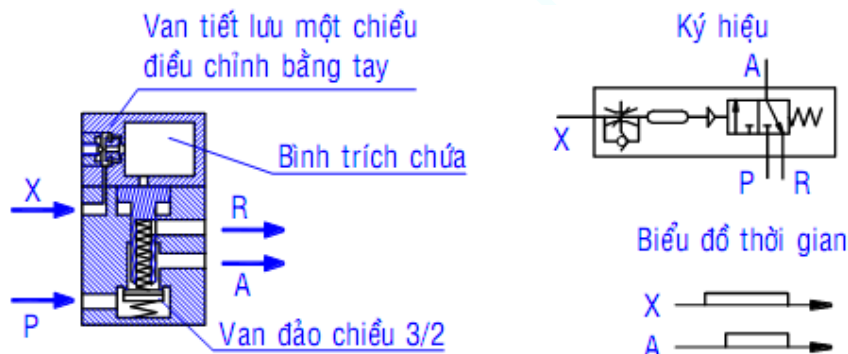 Van tiết lưu một chiều
điều chỉnh bằng tay
Bình trích chứa
X
R
A
P
Van đảo chiều 3/2
Ký hiệu
A
X
P
R
Biểu đồ thời gian
X
A